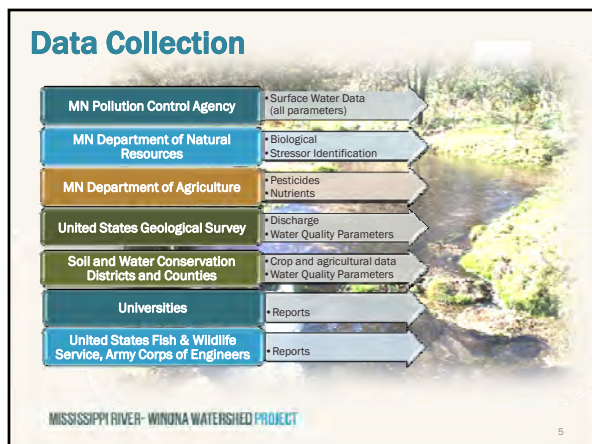 Data Collection
MN Pollution Control Agency
•Surface Water Data
(all parameters)
MN Department of Natural
Resources
•Biological
•Stressor Identification
MN Department of Agriculture
•Pesticides
•Nutrients
United States Geological Survey
•Discharge
•Water Quality Parameters
Soil and Water Conservation
Districts and Counties
•Crop and agricultural data
•Water Quality Parameters
Universities
•Reports
United States Fish & Wildlife
Service, Army Corps of Engineers
•Reports
MISSISSIPPI RIVER- WINONA WATERSHED PROJECT
5